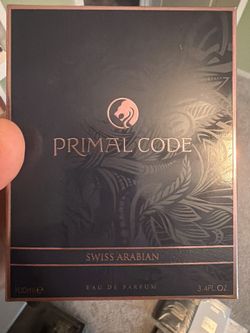 PRIMAL CODE
SWISS ARABIAN
100ml℮ EAU DE PARFUM 3.4FL.OZ